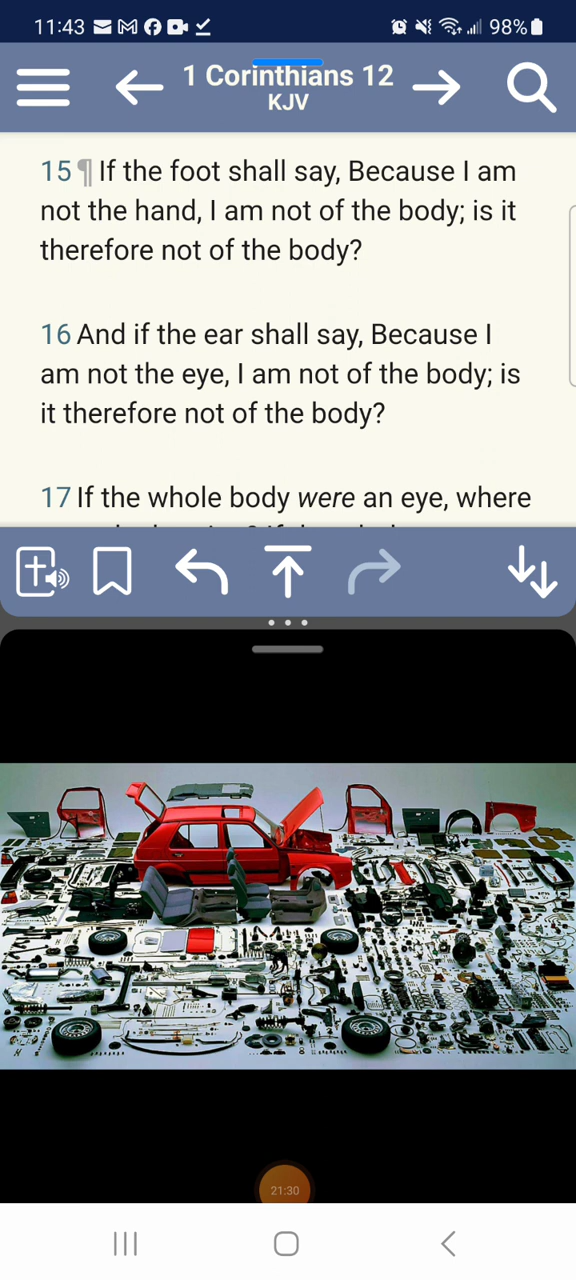 11:43
98%
1 Corinthians 12
KJV
15 ¶ If the foot shall say, Because I am
not the hand, I am not of the body; is it
therefore not of the body?
16 And if the ear shall say, Because I
am not the eye, I am not of the body; is
it therefore not of the body?
17 If the whole body were an eye, where
21:30